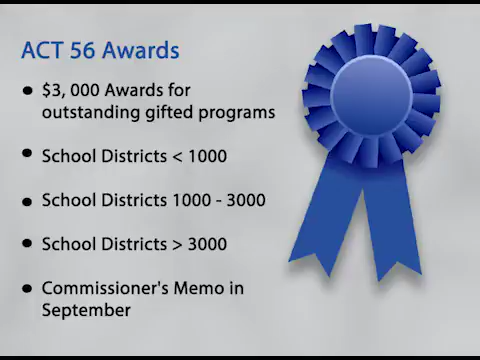 ACT 56 Awards
• $3, 000 Awards for
outstanding gifted programs
• School Districts < 1000
• School Districts 1000 - 3000
• School Districts > 3000
• Commissioner's Memo in
September